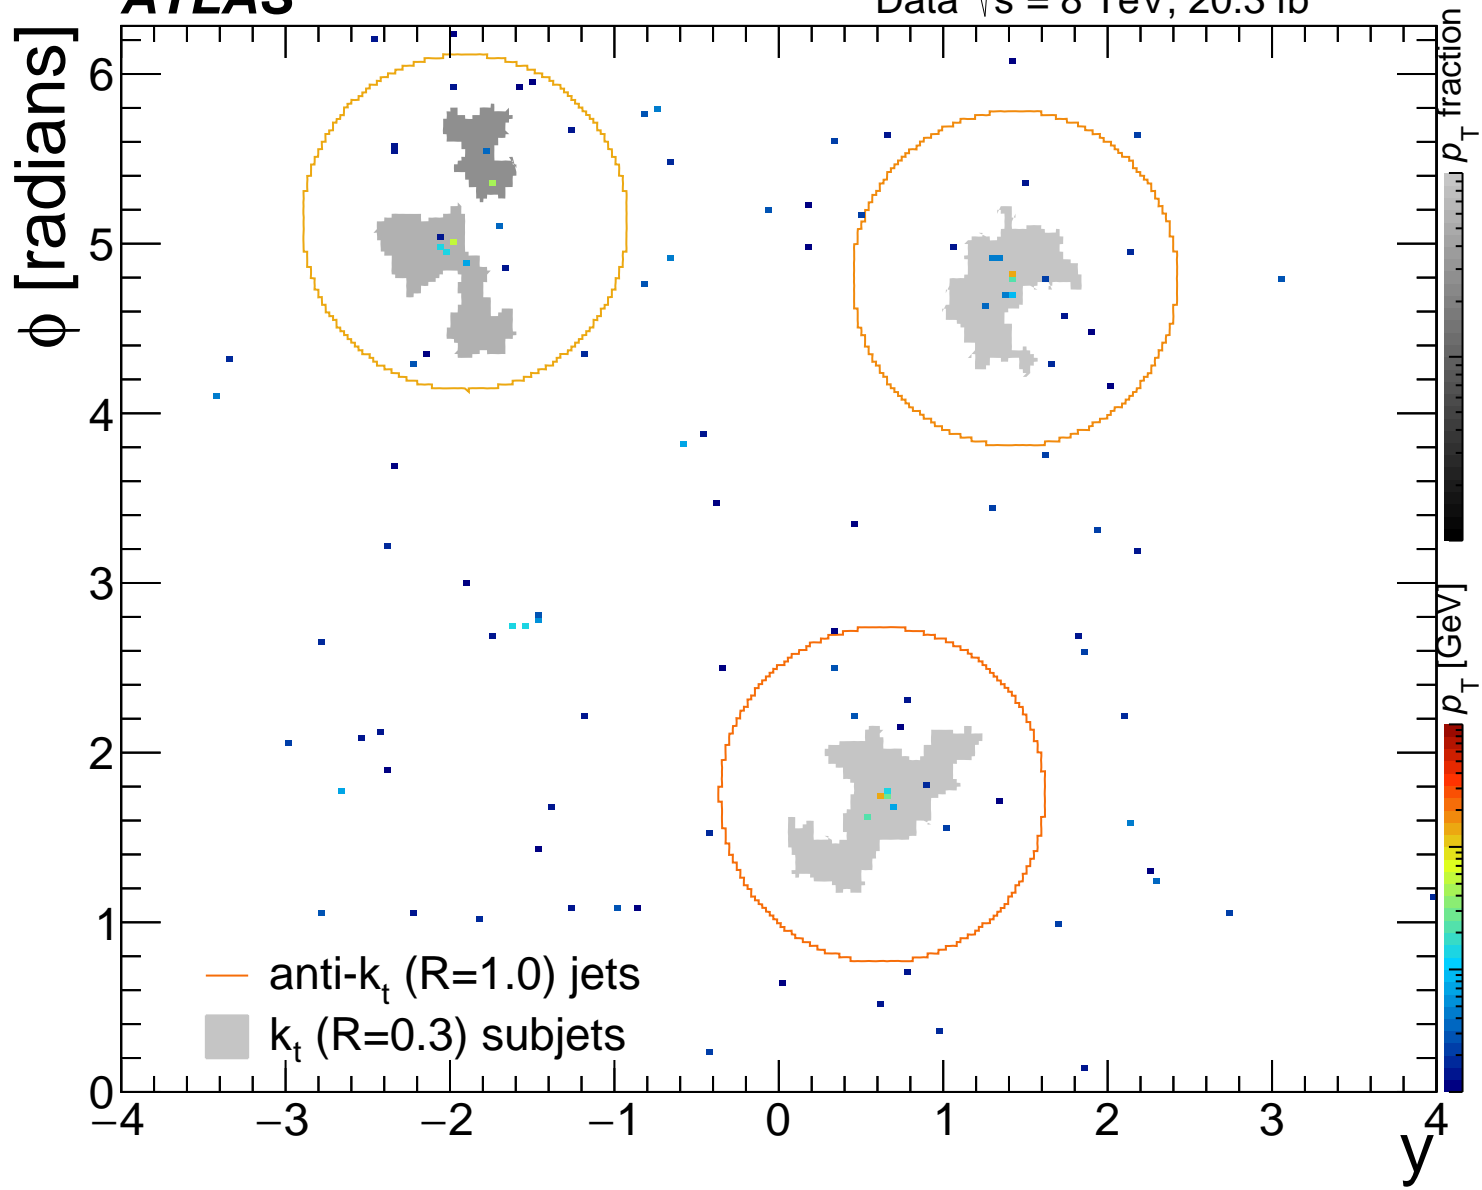 ATLAS
Data √s = 8 TeV, 20.3 fb
ϕ [radians]
6
5
4
3
2
1
0
−4
−3
−2
−1
0
1
2
3
4
y
anti-kt (R=1.0) jets
kt (R=0.3) subjets
pT fraction
pT [GeV]